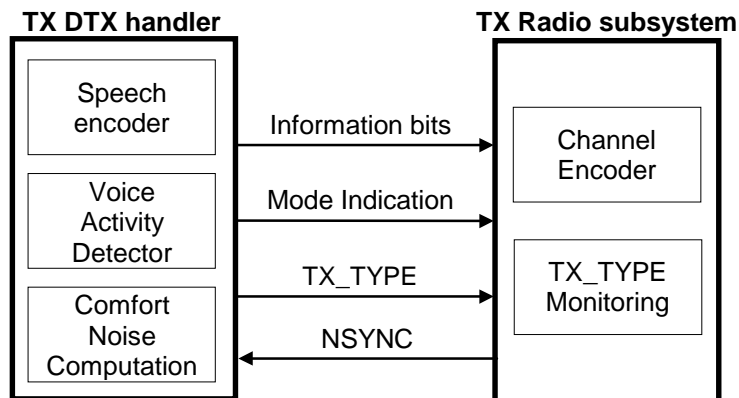 TX DTX handler
TX Radio subsystem
Speech
encoder
Voice
Activity
Detector
Comfort
Noise
Computation
Information bits
Mode Indication
TX_TYPE
NSYNC
Channel
Encoder
TX_TYPE
Monitoring